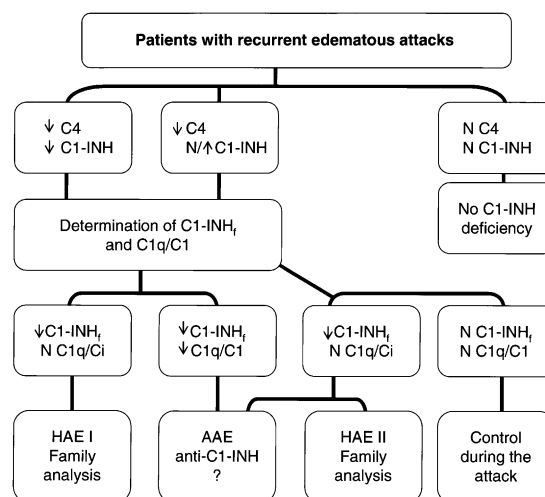 Patients with recurrent edematous attacks
↓ C4
↓ C1-INH
↓ C4
N/↑ C1-INH
N C4
N C1-INH
Determination of C1-INHf
and C1q/C1
No C1-INH
deficiency
↓C1-INHf
N C1q/Ci
↓C1-INHf
↓C1q/C1
↓C1-INHf
N C1q/Ci
N C1-INHf
N C1q/C1
HAE I
Family
analysis
AAE
anti-C1-INH
?
HAE II
Family
analysis
Control
during the
attack